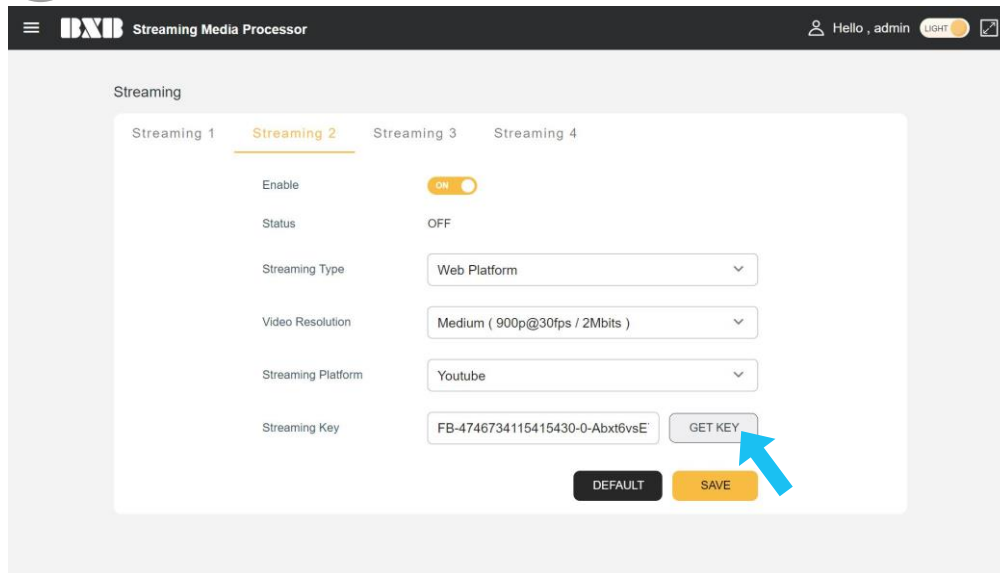 BXB Streaming Media Processor Hello , admin LIGHT
Streaming
Streaming 1 Streaming 2 Streaming 3 Streaming 4
Enable ON
Status OFF
Streaming Type Web Platform
Video Resolution Medium ( 900p@30fps / 2Mbits )
Streaming Platform Youtube
Streaming Key FB-4746734115415430-0-Abxt6vsE GET KEY
DEFAULT SAVE